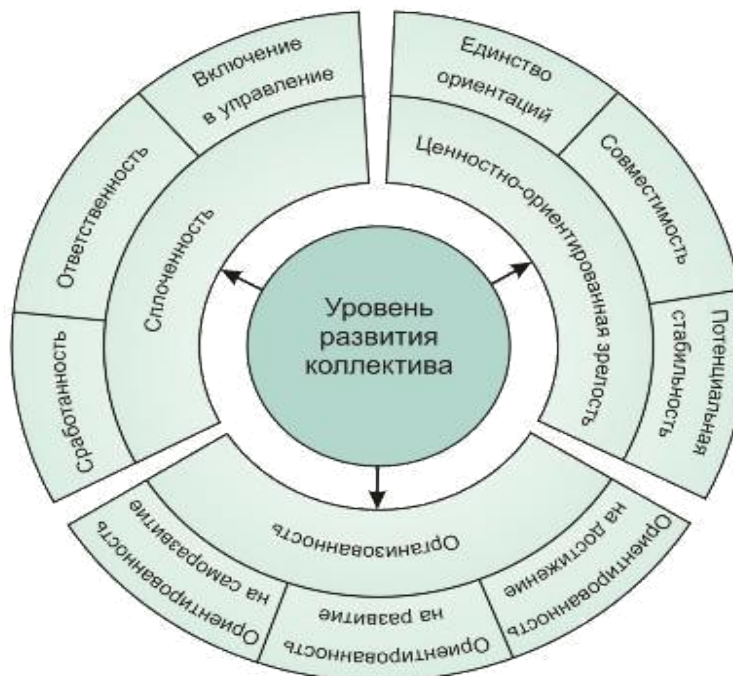 Уровень
развития
коллектива
Сплоченность
Включение
в управление
Ответственность
Сработанность
Ценностно-ориентированная зрелость
Единство
ориентаций
Совместимость
Потенциальная
стабильность
Организованность
Ориентированность
на достижение
Ориентированность
на развитие
Ориентированность
на саморазвитие